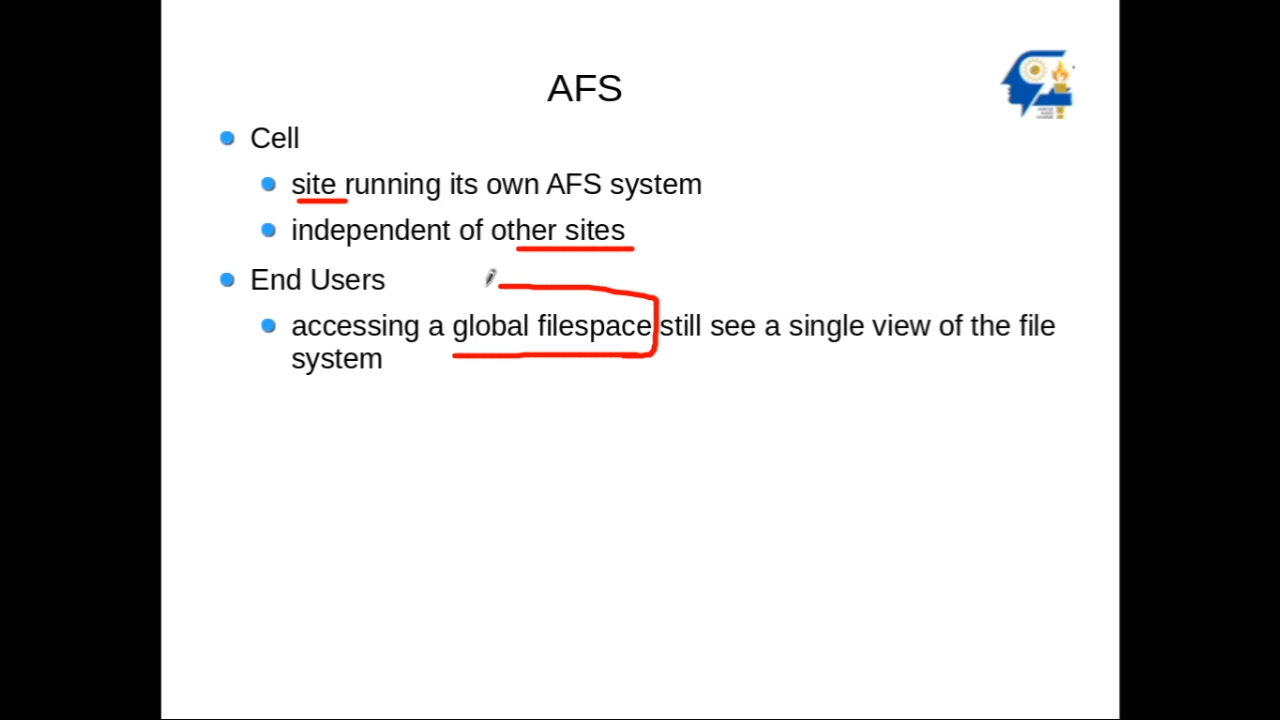 AFS
Cell
site running its own AFS system
independent of other sites
End Users
accessing a global filespace still see a single view of the file
system